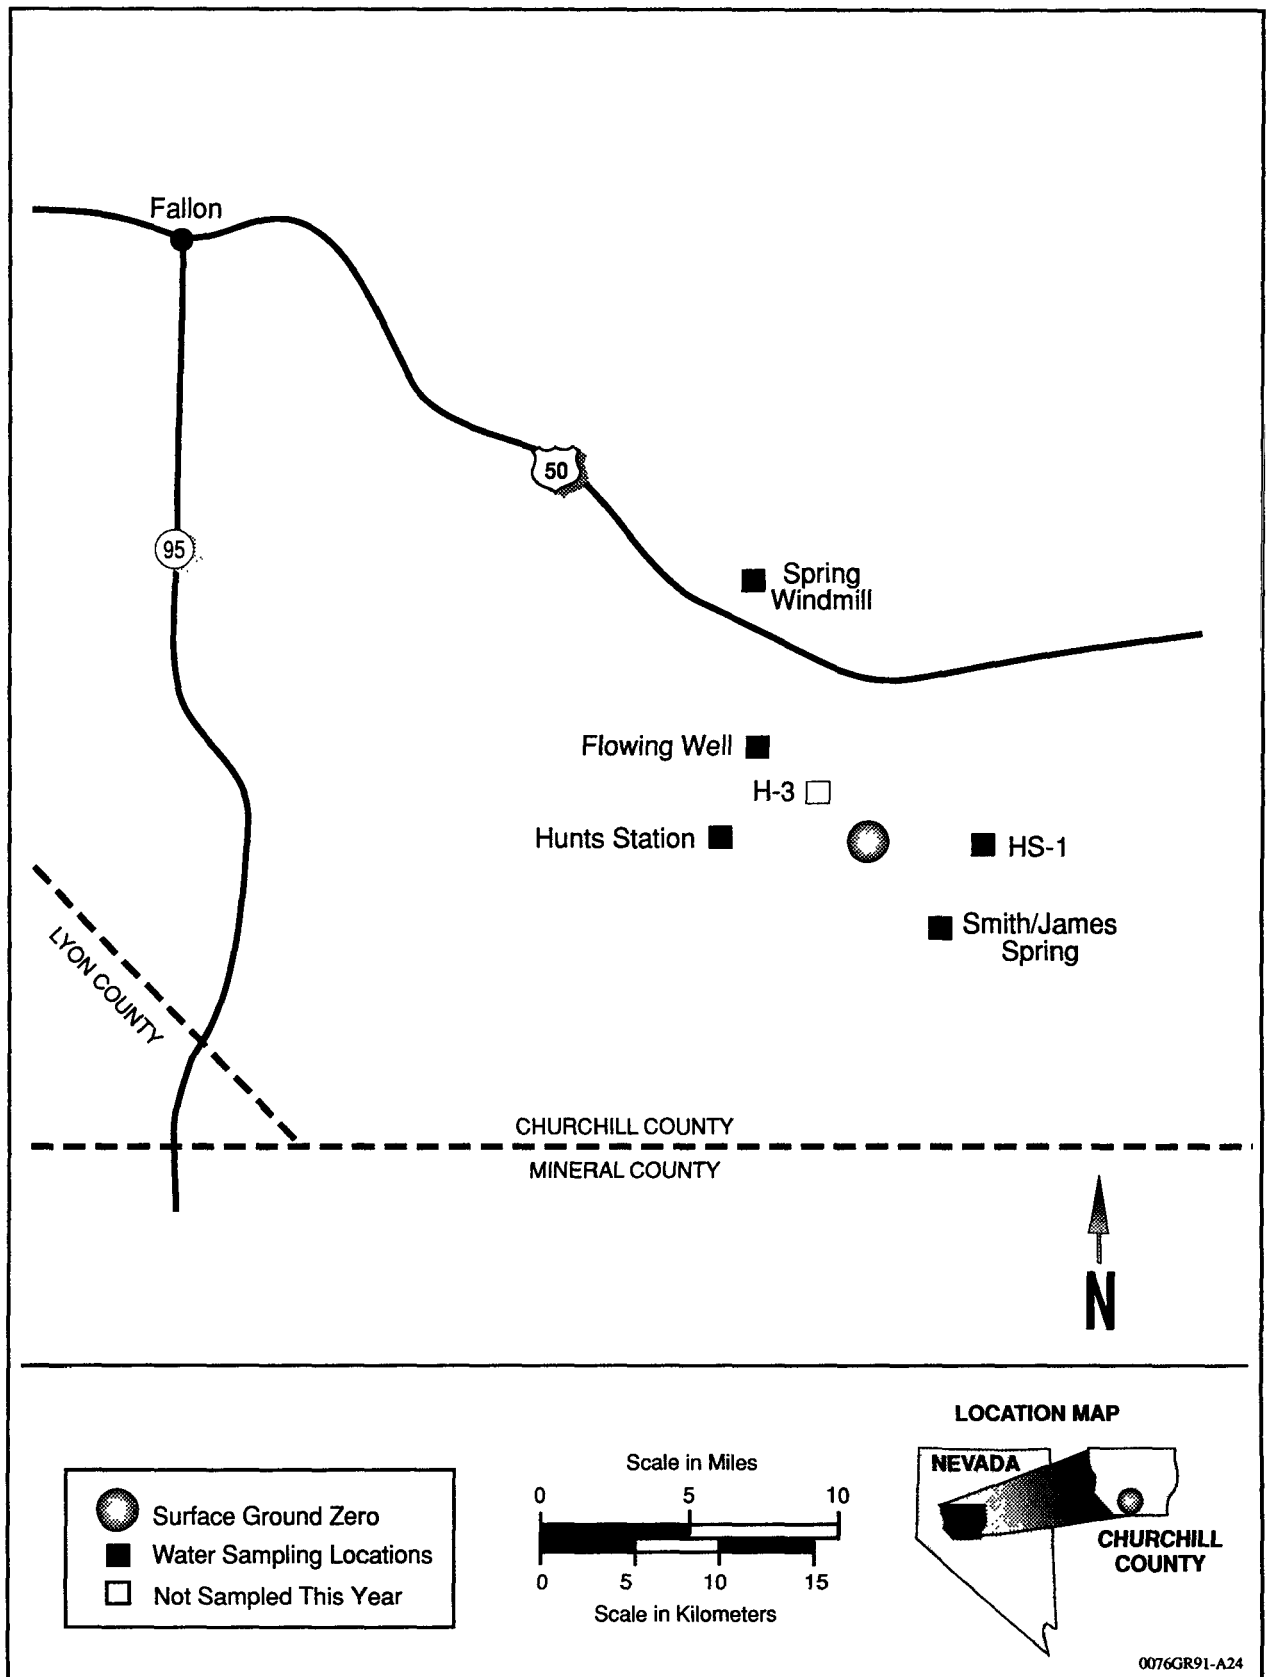 Fallon
50
95
Spring
Windmill
Flowing Well
H-3
Hunts Station
HS-1
Smith/James
Spring
LYON COUNTY
CHURCHILL COUNTY
MINERAL COUNTY
N
LOCATION MAP
NEVADA
CHURCHILL
COUNTY
Surface Ground Zero
Water Sampling Locations
Not Sampled This Year
Scale in Miles
0 5 10
0 5 10 15
Scale in Kilometers
0076GR91-A24